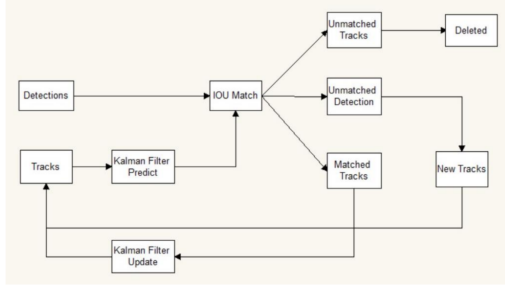 Unmatched
Tracks
Deleted
Detections
IOU Match
Unmatched
Detection
Tracks
Kalman Filter
Predict
Matched
Tracks
New Tracks
Kalman Filter
Update